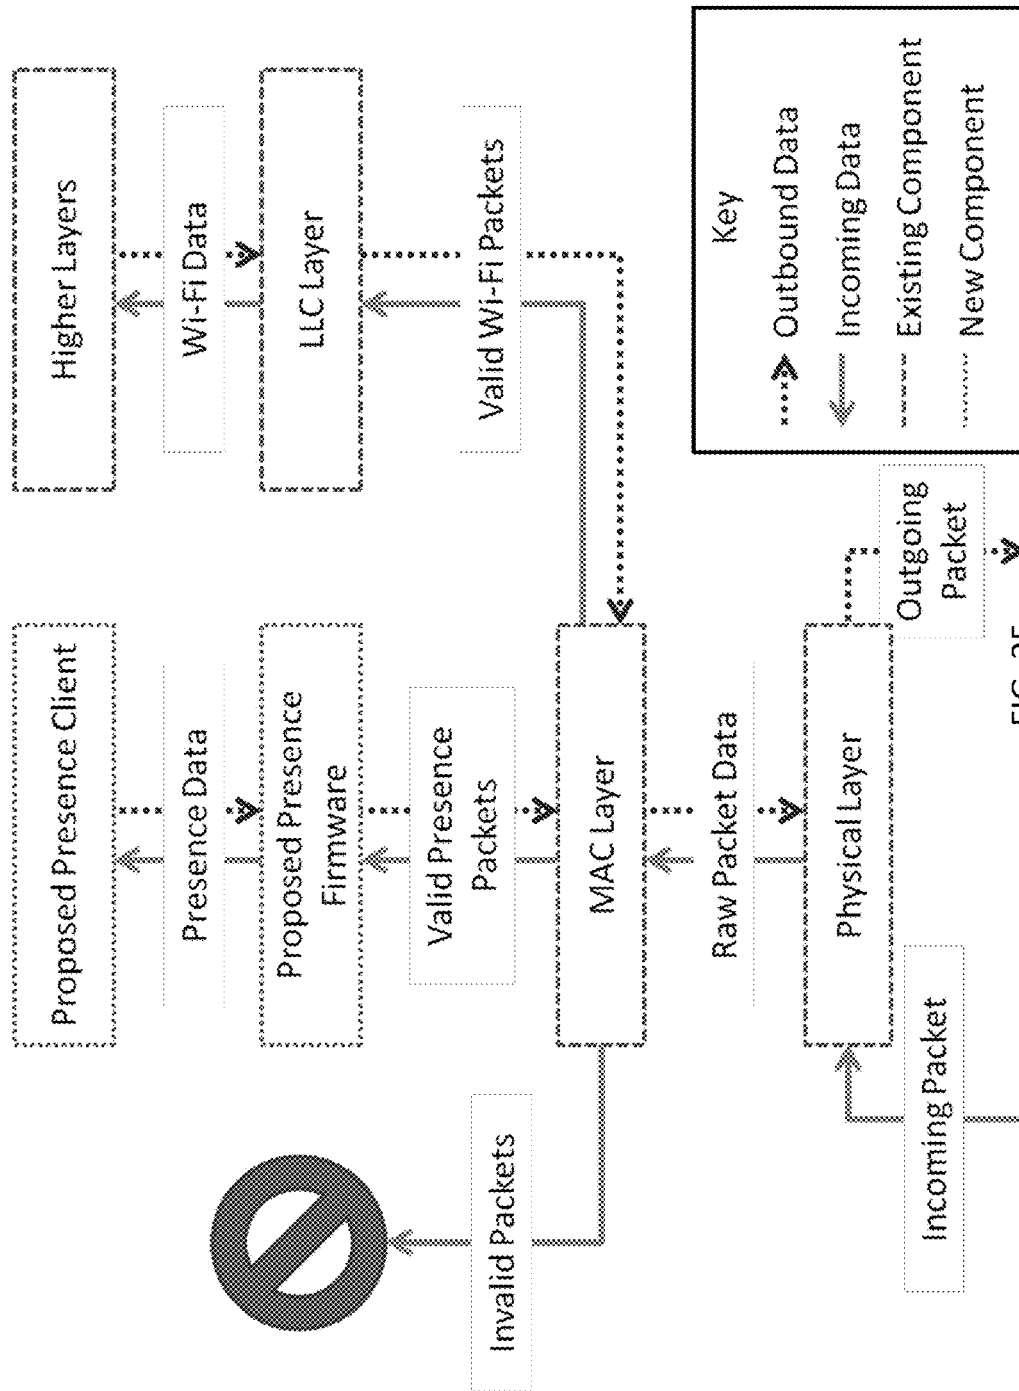 Proposed Presence Client
Higher Layers
Presence Data
Wi-Fi Data
Proposed Presence
Firmware
LLC Layer
Valid Presence
Packets
Valid Wi-Fi Packets
Invalid Packets
MAC Layer
Raw Packet Data
Physical Layer
Incoming Packet
Outgoing
Packet
Key
Outbound Data
Incoming Data
Existing Component
New Component